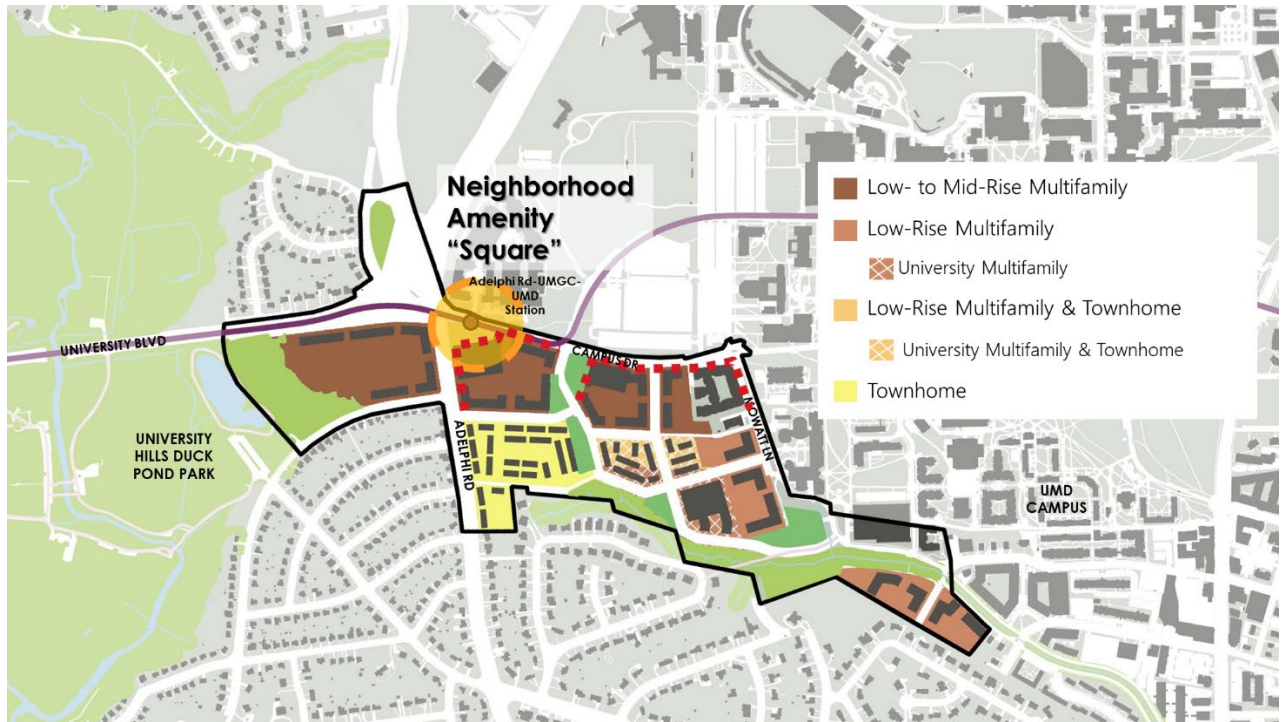 Neighborhood
Amenity
“Square”
Adelphi Rd-UMGC-
UMD
Station
Low- to Mid-Rise Multifamily
Low-Rise Multifamily
University Multifamily
Low-Rise Multifamily & Townhome
University Multifamily & Townhome
Townhome
UNIVERSITY BLVD
CAMPUS DR
MOWATT LN
ADELPHI RD
UNIVERSITY
HILLS DUCK
POND PARK
UMD
CAMPUS